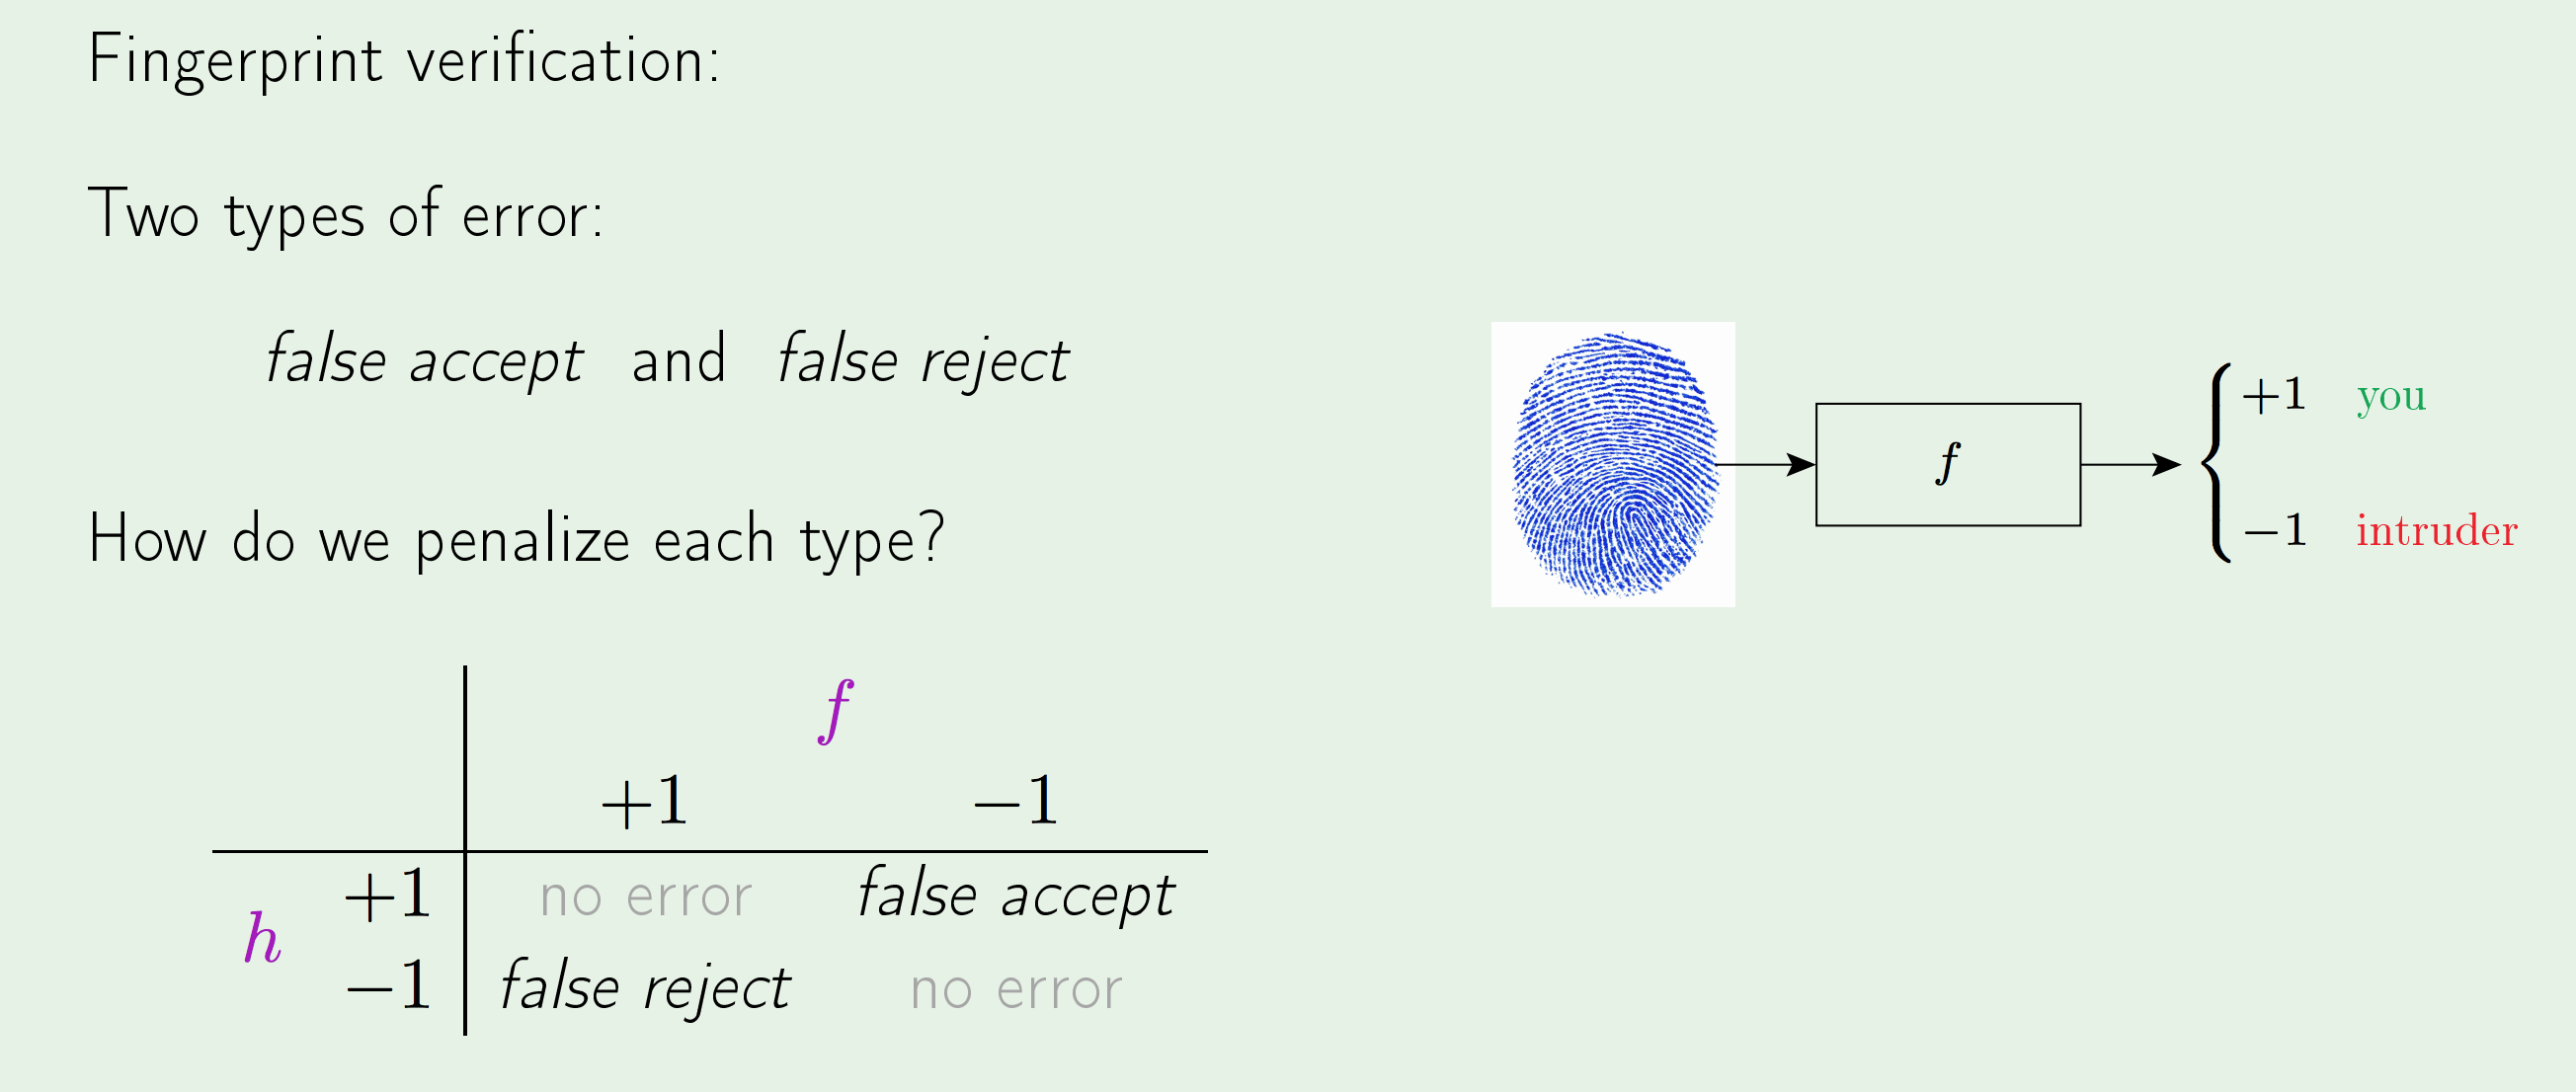 Fingerprint verification:
Two types of error:
false accept and false reject
How do we penalize each type?
f
+1 you
−1 intruder
f
+1 −1
h
+1 no error false accept
−1 false reject no error